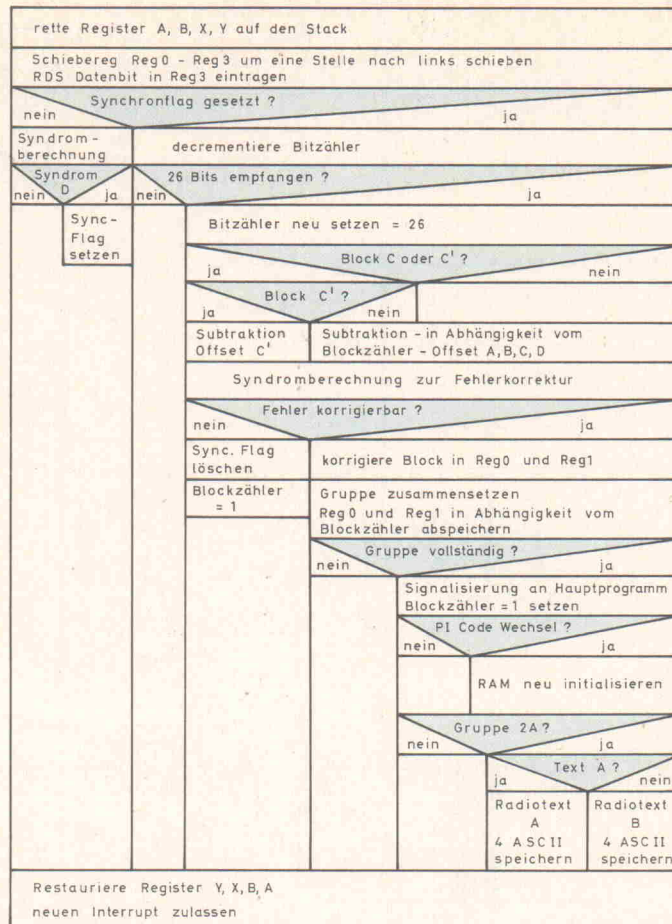 rette Register A, B, X, Y auf den Stack
Schiebereg Reg0 - Reg3 um eine Stelle nach links schieben
RDS Datenbit in Reg3 eintragen
Synchronflag gesetzt ?
nein
ja
Syndrom-
berechnung
decrementiere Bitzähler
Syndrom
D
nein
ja
26 Bits empfangen ?
nein
ja
Sync-
Flag
setzen
Bitzähler neu setzen = 26
Block C oder C' ?
ja
nein
Block C' ?
ja
nein
Subtraktion
Offset C'
Subtraktion - in Abhängigkeit vom
Blockzähler - Offset A,B,C,D
Syndromberechnung zur Fehlerkorrektur
Fehler korrigierbar ?
nein
ja
Sync. Flag
löschen
korrigiere Block in Reg0 und Reg1
Blockzähler
= 1
Gruppe zusammensetzen
Reg0 und Reg1 in Abhängigkeit vom
Blockzähler abspeichern
Gruppe vollständig ?
nein
ja
Signalisierung an Hauptprogramm
Blockzähler = 1 setzen
PI Code Wechsel ?
nein
ja
RAM neu initialisieren
Gruppe 2A?
nein
ja
Text A ?
ja
nein
Radiotext
A
4 ASCII
speichern
Radiotext
B
4 ASCII
speichern
Restauriere Register Y, X, B, A
neuen Interrupt zulassen